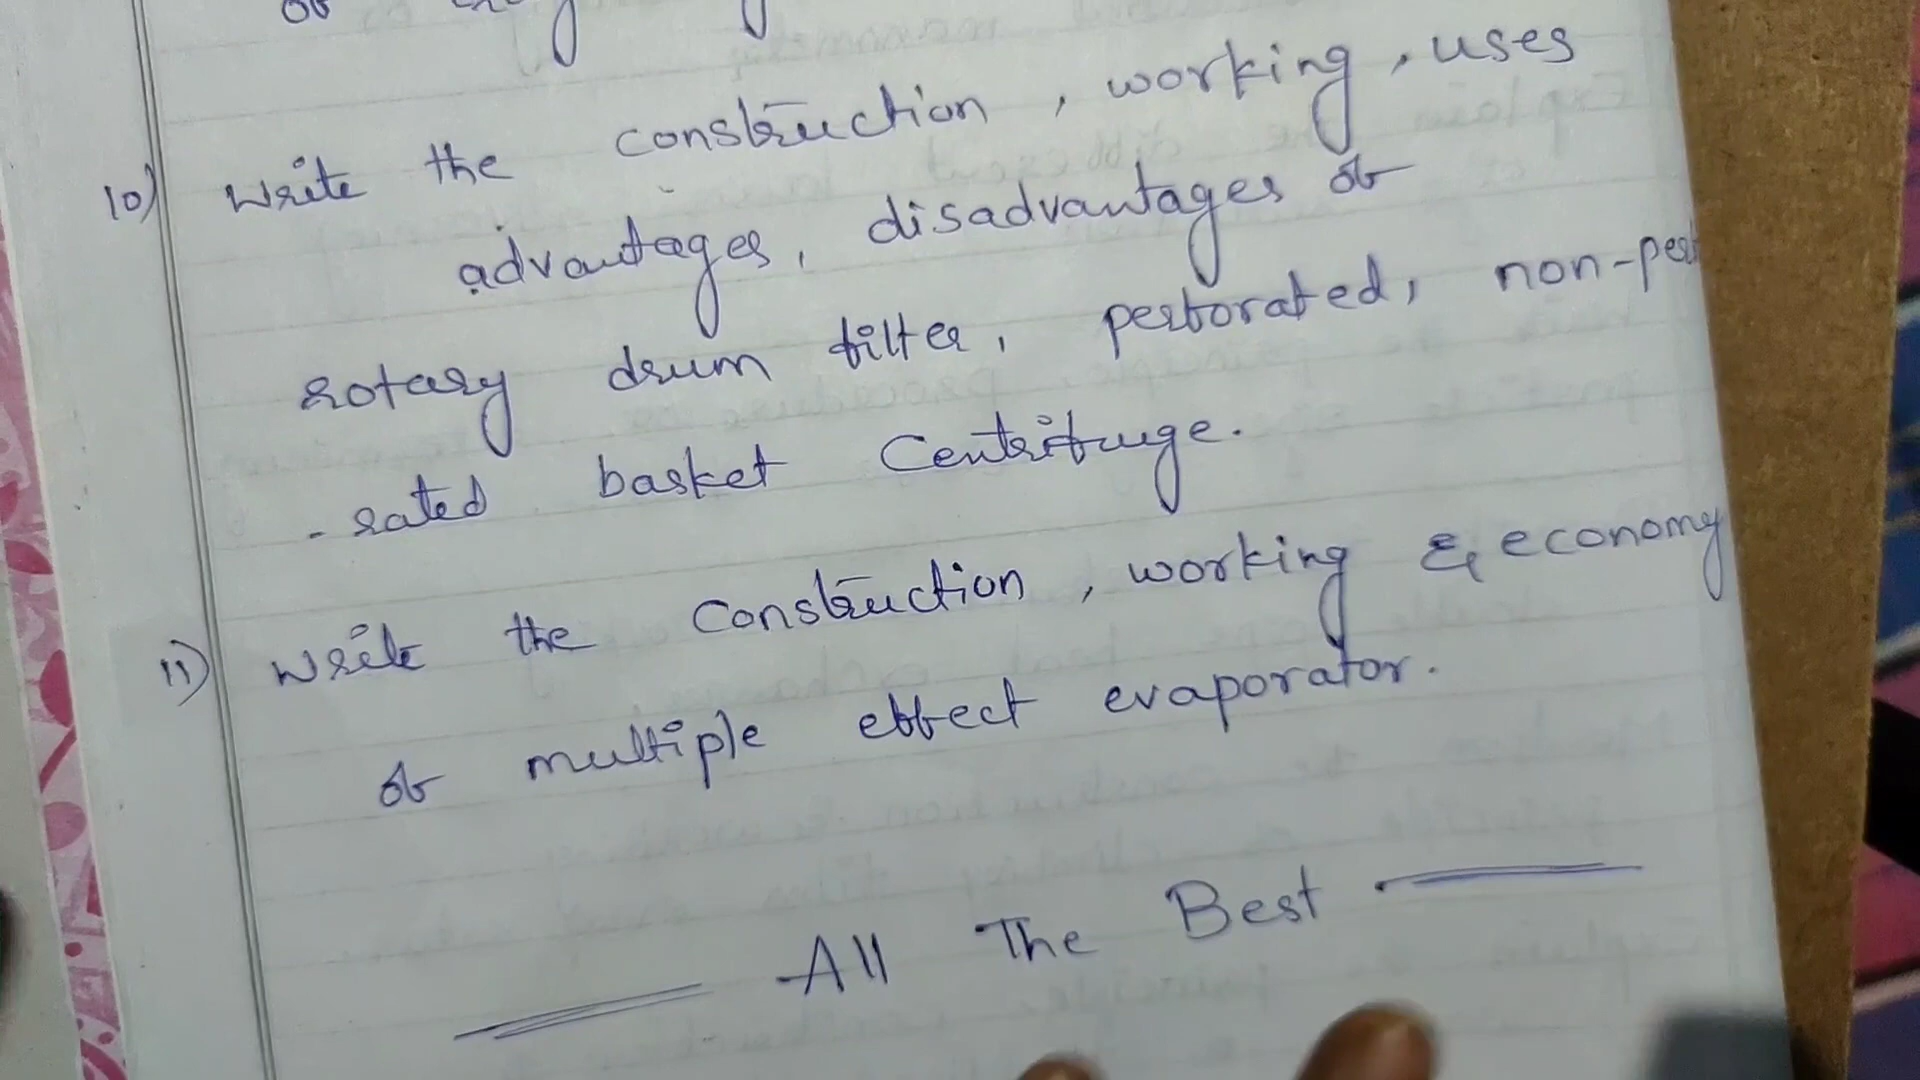 10) Write the construction, working, uses
advantages, disadvantages of
rotary drum filter, perforated, non-per
-rated basket Centrifuge.
11) Write the Construction, working & economy
of multiple effect evaporator.
All The Best